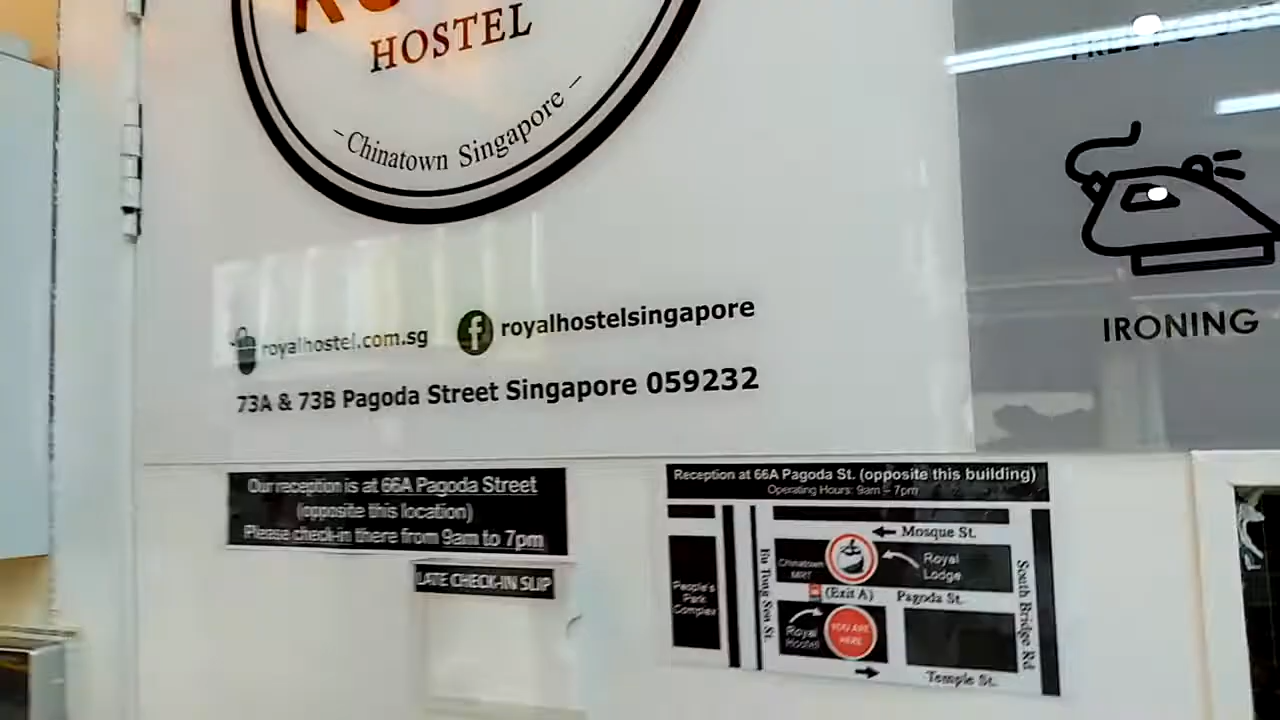 HOSTEL
- Chinatown Singapore -
royalhostel.com.sg
royalhostelsingapore
73A & 73B Pagoda Street Singapore 059232
IRONING
Our reception is at 66A Pagoda Street
(opposite this location)
Please check-in there from 9am to 7pm
LATE CHECK-IN SLIP
Reception at 66A Pagoda St. (opposite this building)
Operating Hours: 9am - 7pm
Mosque St.
Chinatown
MRT
Royal
Lodge
People's
Park
Complex
Eu Tong Sen St.
(Exit A)
Pagoda St.
South Bridge Rd
Royal
Hostel
YOU ARE
HERE
Temple St.